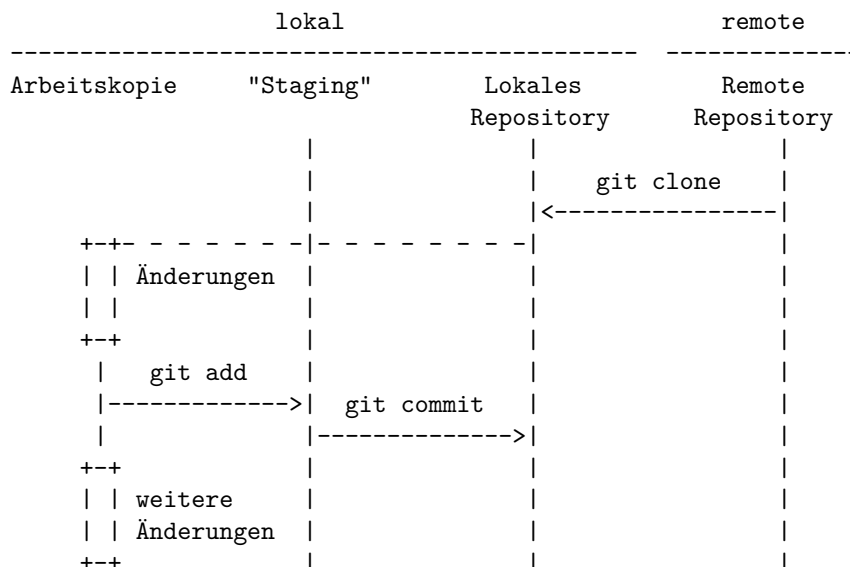 lokal remote
Arbeitskopie "Staging" Lokales Remote
Repository Repository
git clone
Änderungen
git add
git commit
weitere
Änderungen